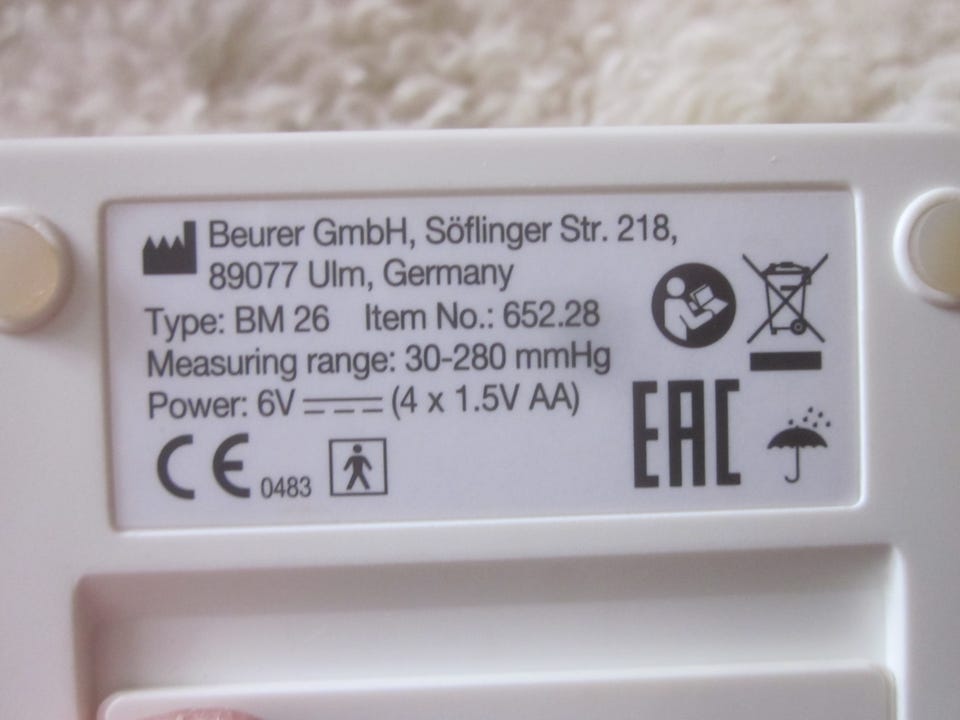 Beurer GmbH, Söflinger Str. 218,
89077 Ulm, Germany
Type: BM 26 Item No.: 652.28
Measuring range: 30-280 mmHg
Power: 6V (4 x 1.5V AA)
CE 0483
EAC